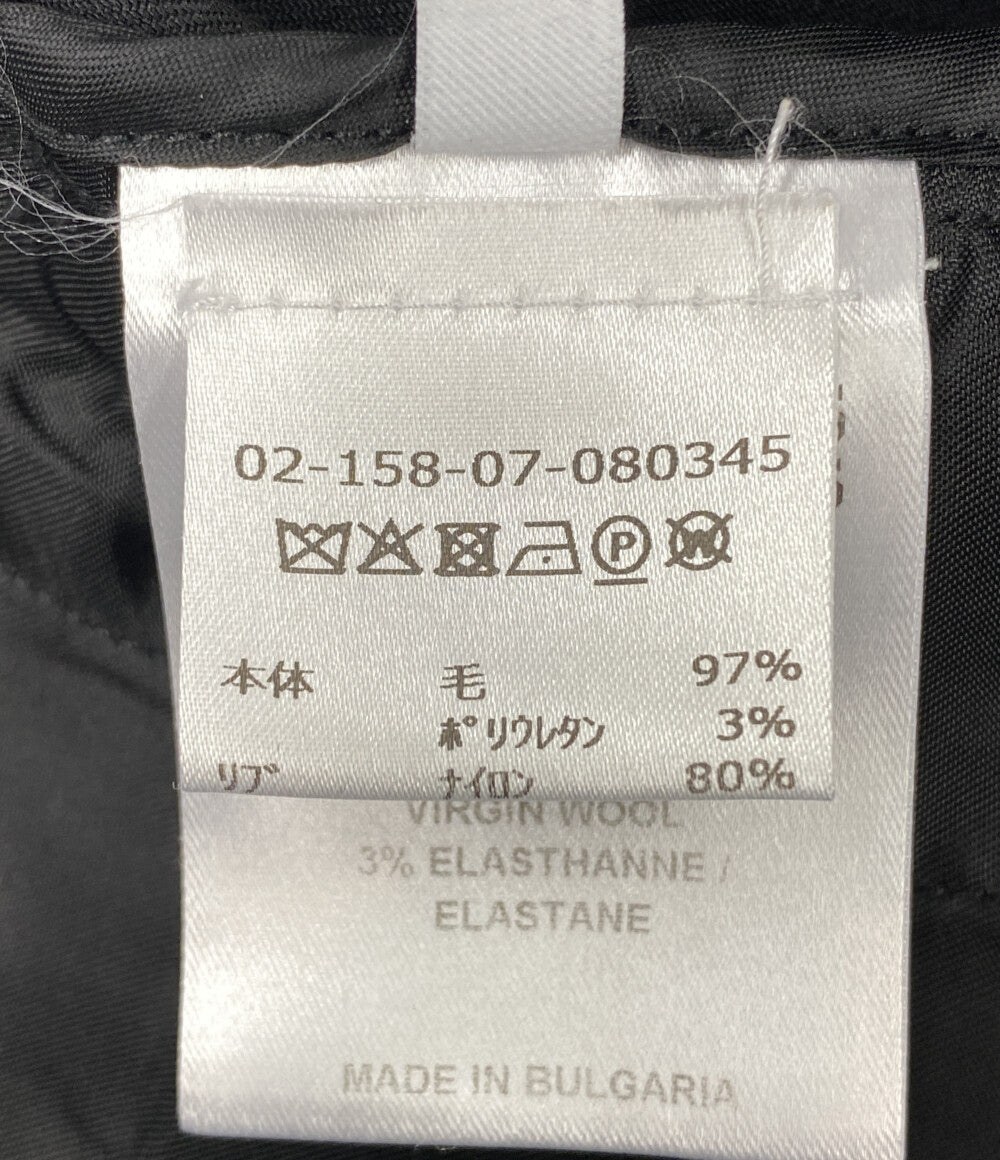 02-158-07-080345
P W
本体 毛 97%
ポリウレタン 3%
リブ ナイロン 80%
VIRGIN WOOL
3% ELASTHANNE /
ELASTANE
MADE IN BULGARIA